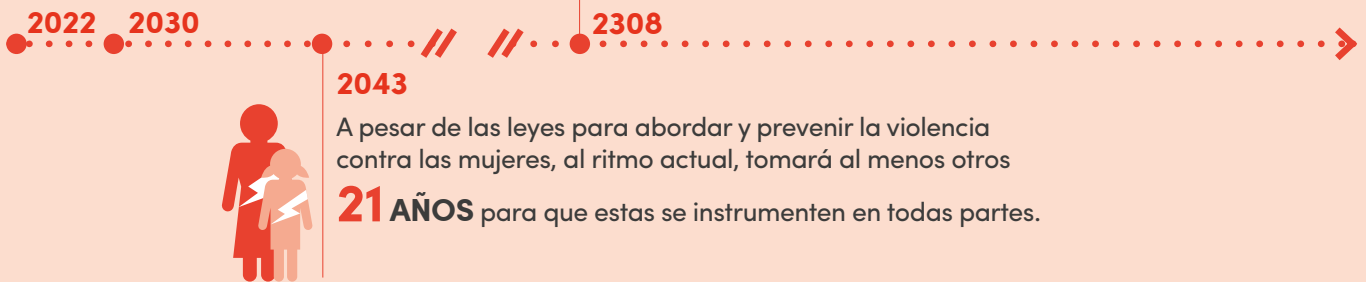 2022 2030 2308
2043
A pesar de las leyes para abordar y prevenir la violencia
contra las mujeres, al ritmo actual, tomará al menos otros
21 AÑOS para que estas se instrumenten en todas partes.